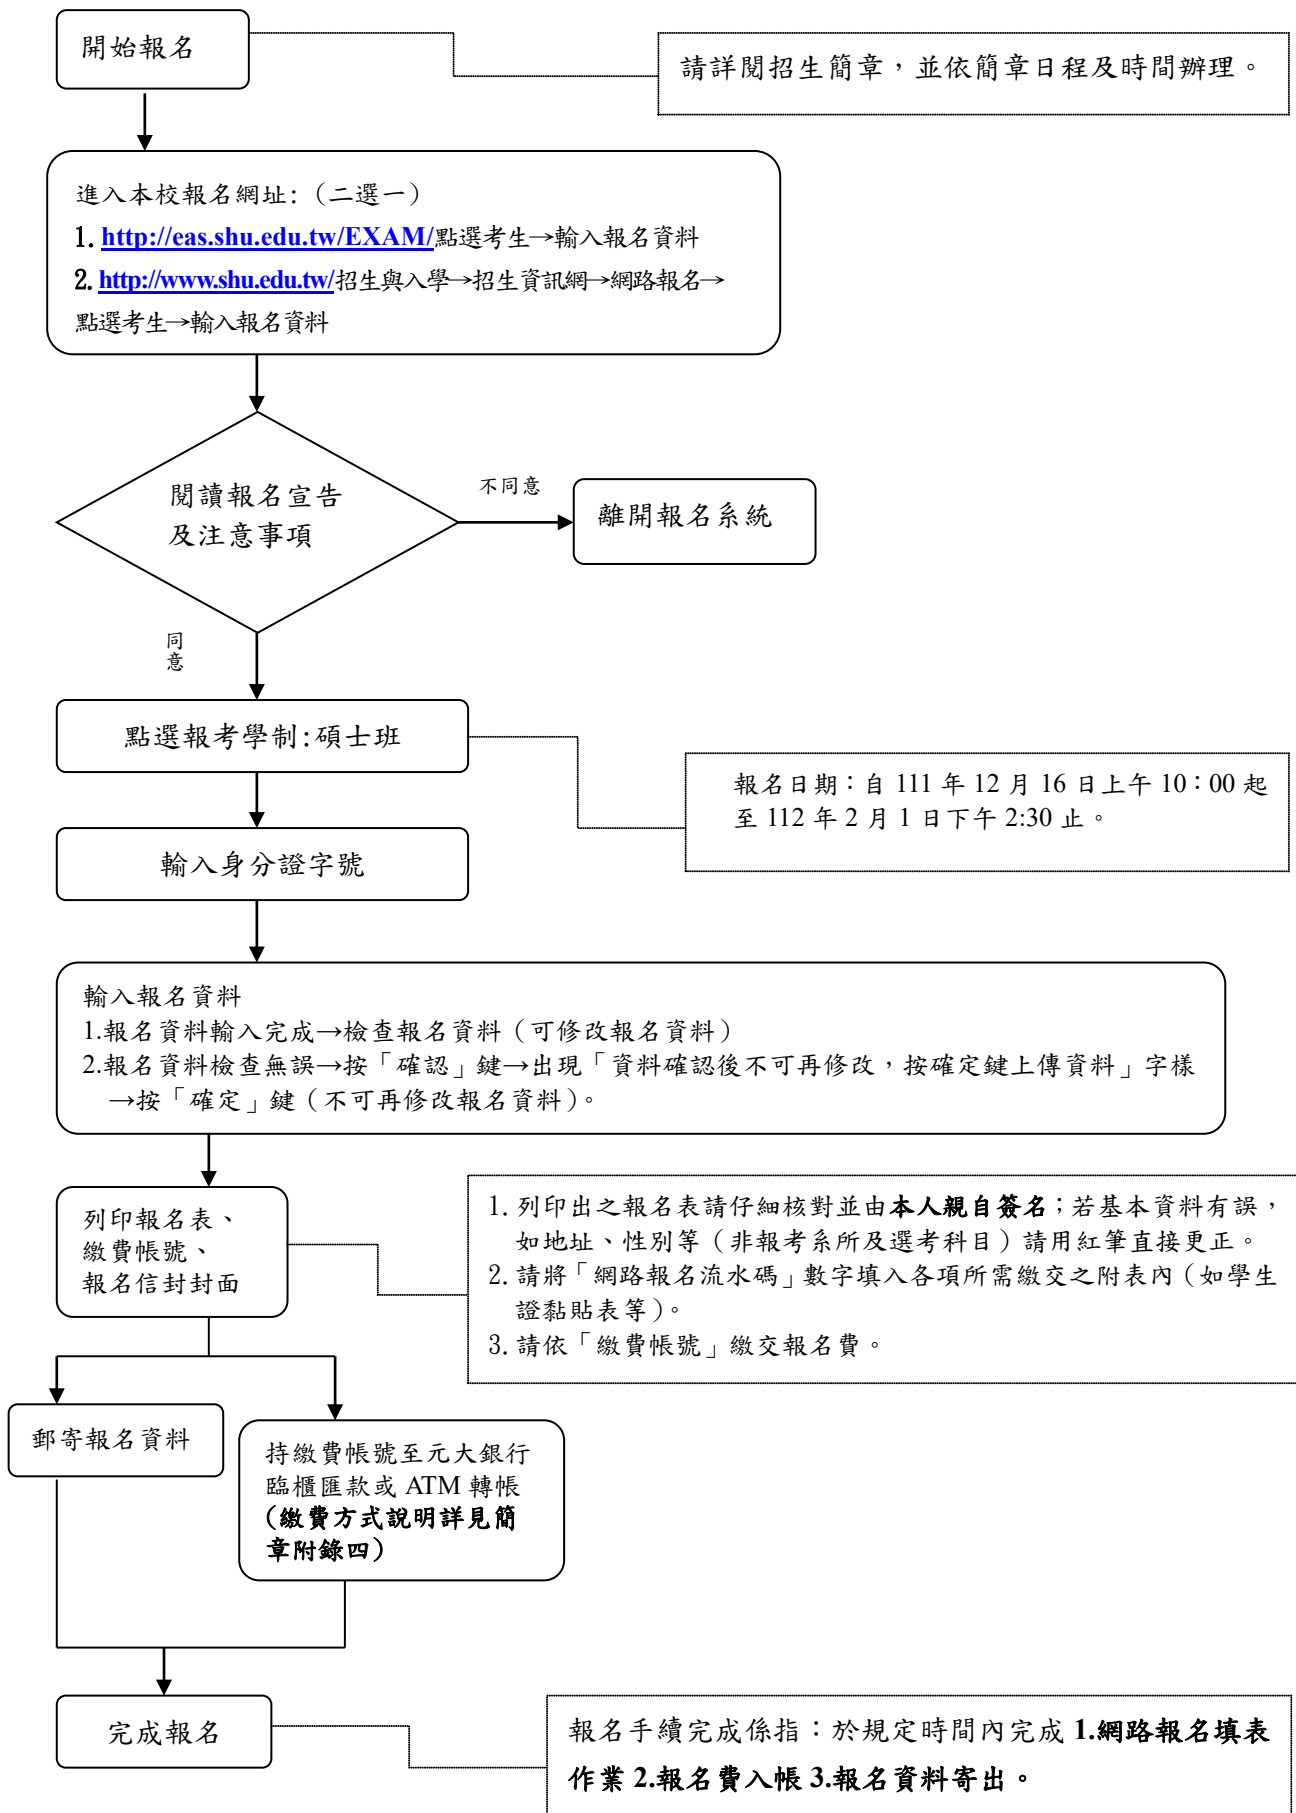 開始報名
請詳閱招生簡章，並依簡章日程及時間辦理。
進入本校報名網址:（二選一）
1. http://eas.shu.edu.tw/EXAM/點選考生→輸入報名資料
2. http://www.shu.edu.tw/招生與入學→招生資訊網→網路報名→
點選考生→輸入報名資料
閱讀報名宣告
及注意事項
不同意
離開報名系統
同
意
點選報考學制:碩士班
報名日期：自 111 年 12 月 16 日上午 10：00 起
至 112 年 2 月 1 日下午 2:30 止。
輸入身分證字號
輸入報名資料
1.報名資料輸入完成→檢查報名資料（可修改報名資料）
2.報名資料檢查無誤→按「確認」鍵→出現「資料確認後不可再修改，按確定鍵上傳資料」字樣
→按「確定」鍵（不可再修改報名資料）。
列印報名表、
繳費帳號、
報名信封封面
1. 列印出之報名表請仔細核對並由本人親自簽名；若基本資料有誤，
如地址、性別等（非報考系所及選考科目）請用紅筆直接更正。
2. 請將「網路報名流水碼」數字填入各項所需繳交之附表內（如學生
證黏貼表等）。
3. 請依「繳費帳號」繳交報名費。
郵寄報名資料
持繳費帳號至元大銀行
臨櫃匯款或 ATM 轉帳
（繳費方式說明詳見簡
章附錄四）
完成報名
報名手續完成係指：於規定時間內完成 1.網路報名填表
作業 2.報名費入帳 3.報名資料寄出。